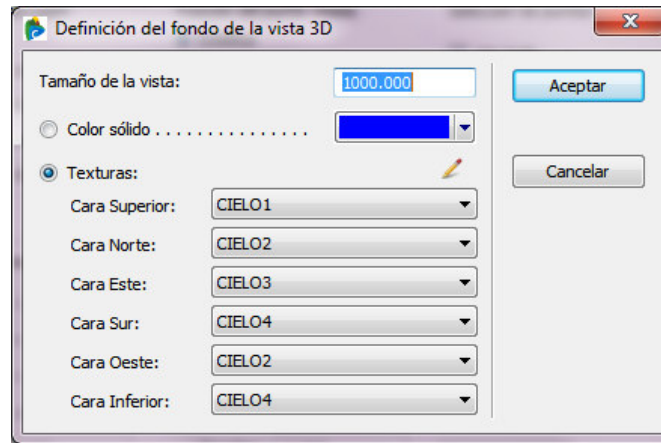 Definición del fondo de la vista 3D
Tamaño de la vista: 1000.000 Aceptar
Color sólido . . . . . . . . . . . . . . .
Texturas: Cancelar
Cara Superior: CIELO1
Cara Norte: CIELO2
Cara Este: CIELO3
Cara Sur: CIELO4
Cara Oeste: CIELO2
Cara Inferior: CIELO4